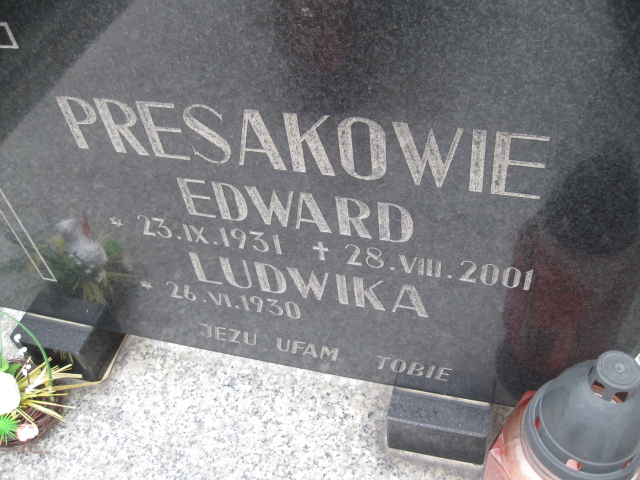 PRESAKOWIE
EDWARD
* 23.IX.1931 ✝ 28.VIII.2001
LUDWIKA
* 26.VI.1930
JEZU UFAM TOBIE